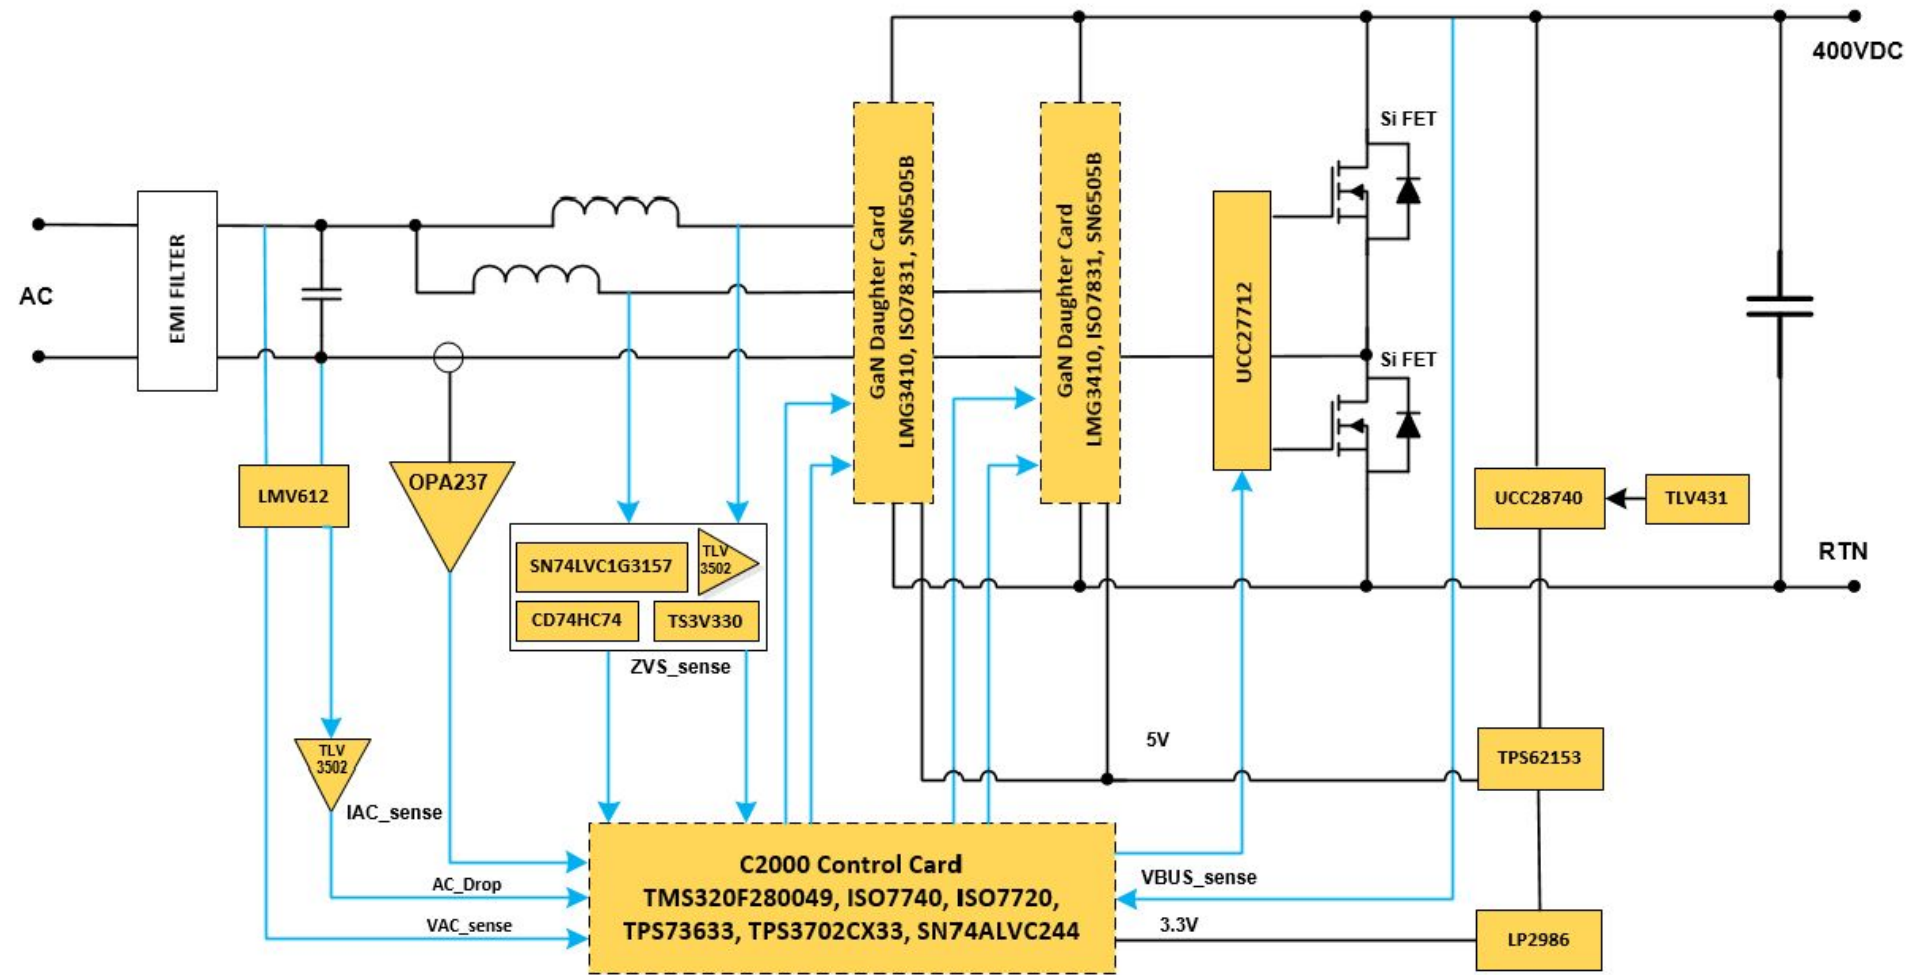 400VDC
Si FET
AC
EMI FILTER
GaN Daughter Card
LMG3410, ISO7831, SN6505B
GaN Daughter Card
LMG3410, ISO7831, SN6505B
UCC27712
Si FET
LMV612
OPA237
UCC28740
TLV431
SN74LVC1G3157
TLV
3502
CD74HC74
TS3V330
RTN
ZVS_sense
TLV
3502
5V
TPS62153
IAC_sense
AC_Drop
VAC_sense
C2000 Control Card
TMS320F280049, ISO7740, ISO7720,
TPS73633, TPS3702CX33, SN74ALVC244
VBUS_sense
3.3V
LP2986